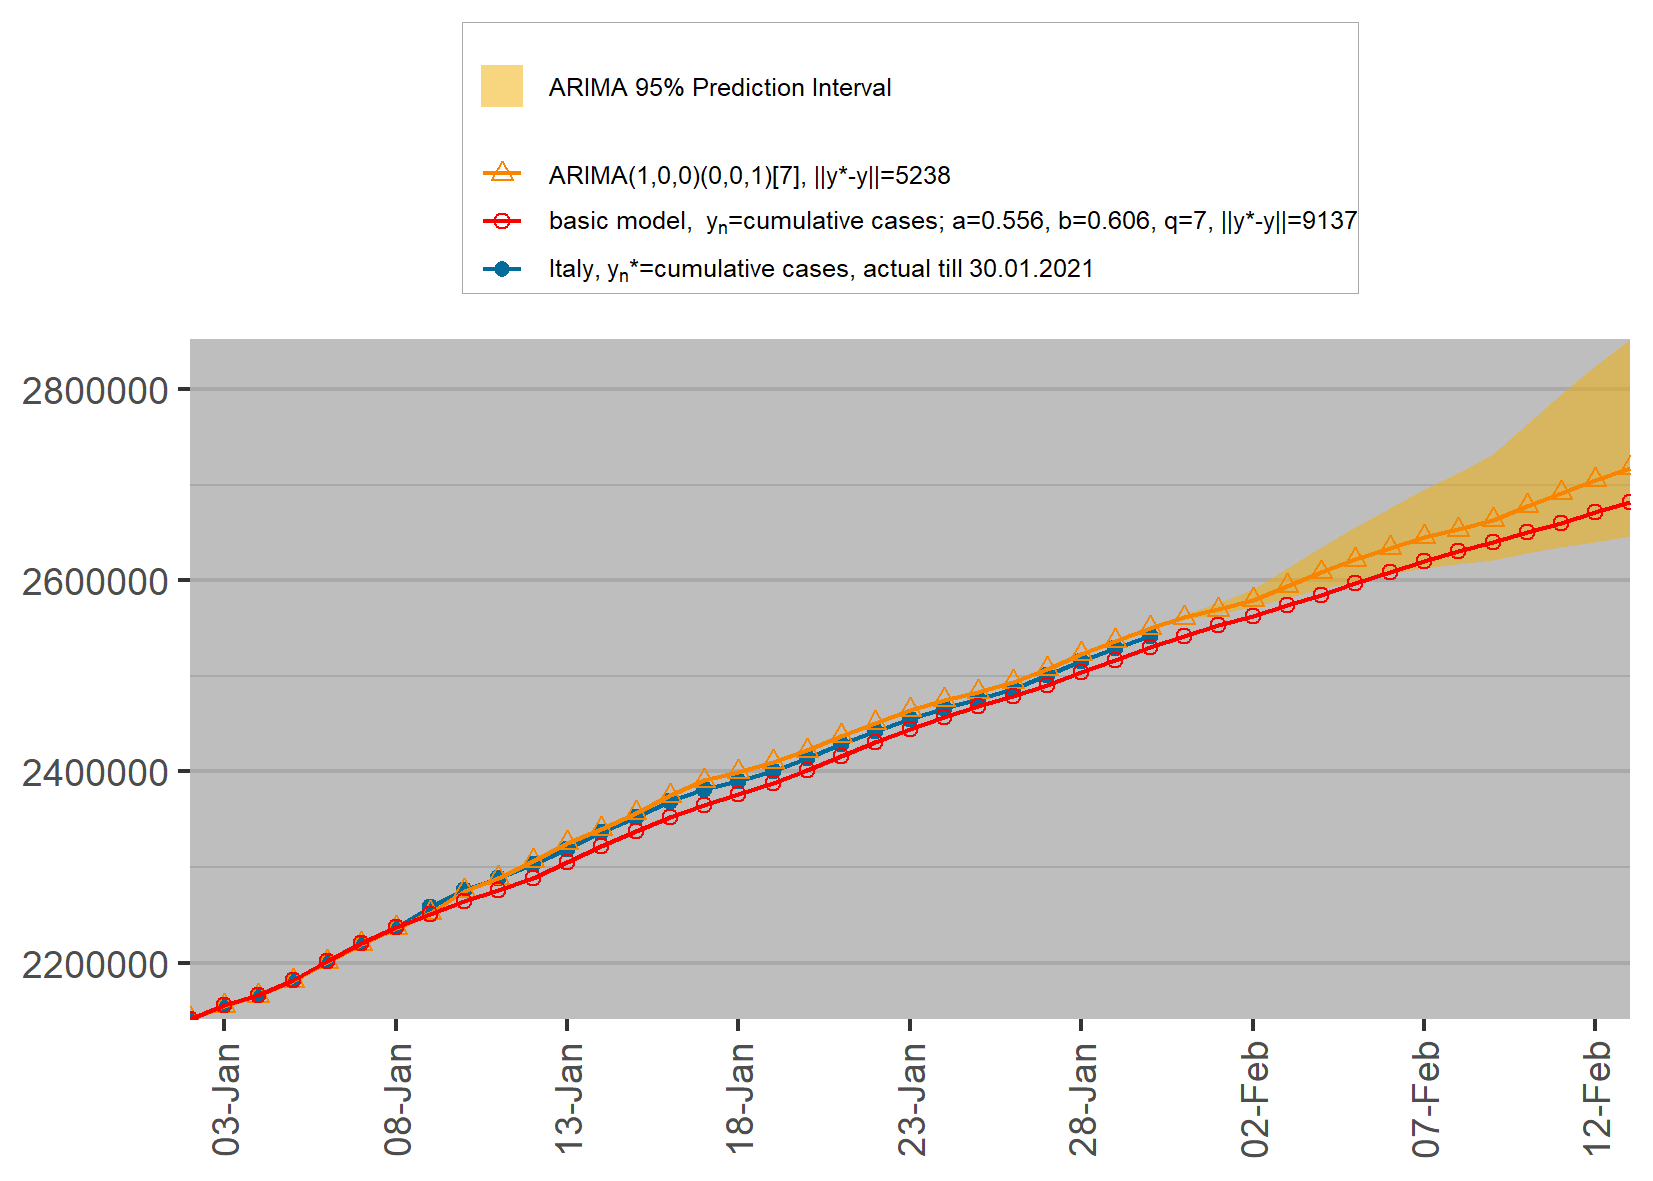 ARIMA 95% Prediction Interval
ARIMA(1,0,0)(0,0,1)[7], ||y*-y||=5238
basic model,  yn=cumulative cases; a=0.556, b=0.606, q=7, ||y*-y||=9137
Italy, yn*=cumulative cases, actual till 30.01.2021
2800000
2600000
2400000
2200000
03-Jan
08-Jan
13-Jan
18-Jan
23-Jan
28-Jan
02-Feb
07-Feb
12-Feb